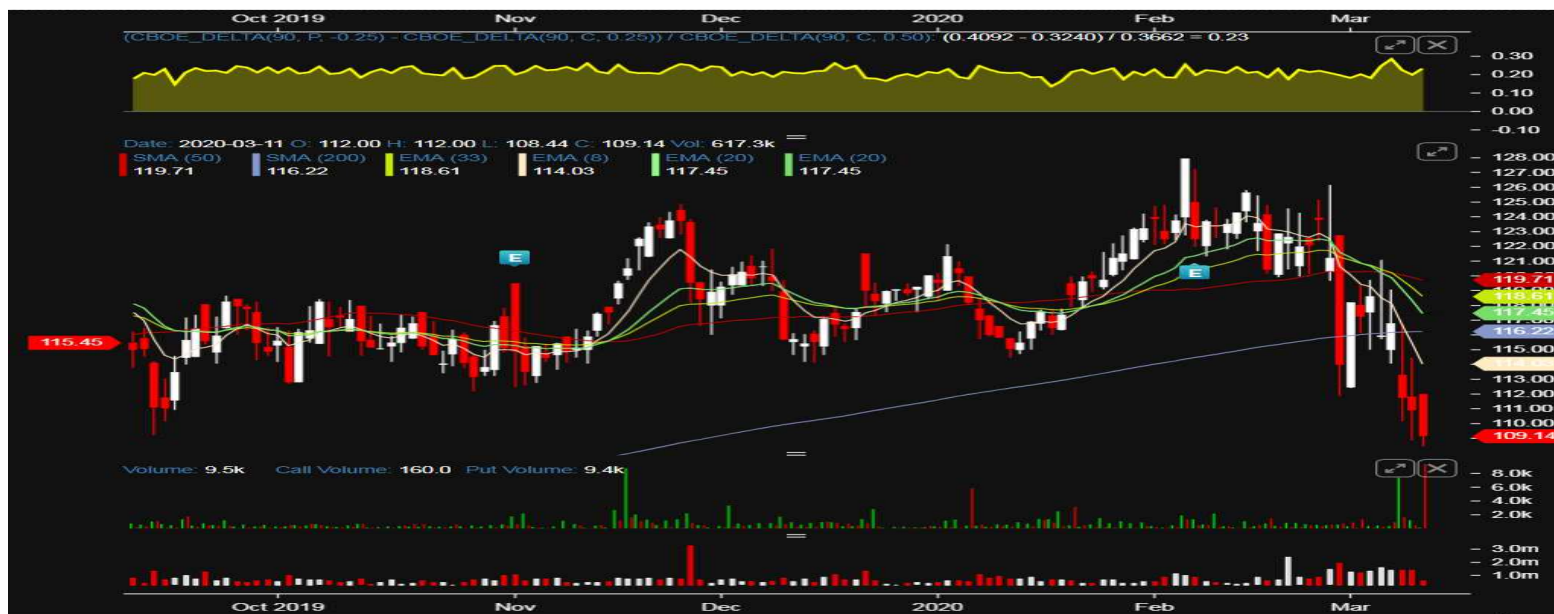 Oct 2019 Nov Dec 2020 Feb Mar
(CBOE_DELTA(90, P, -0.25) - CBOE_DELTA(90, C, 0.25)) / CBOE_DELTA(90, C, 0.50): (0.4092 - 0.3240) / 0.3662 = 0.23
0.30
0.20
0.10
0.00
-0.10
Date: 2020-03-11 O: 112.00 H: 112.00 L: 108.44 C: 109.14 Vol: 617.3k
SMA (50) SMA (200) EMA (33) EMA (8) EMA (20) EMA (20)
119.71 116.22 118.61 114.03 117.45 117.45
128.00
127.00
126.00
125.00
124.00
123.00
122.00
121.00
E
E
119.71
118.61
117.45
116.22
115.45
115.00
114.03
113.00
112.00
111.00
110.00
109.14
Volume: 9.5k Call Volume: 160.0 Put Volume: 9.4k
8.0k
6.0k
4.0k
2.0k
3.0m
2.0m
1.0m
Oct 2019 Nov Dec 2020 Feb Mar